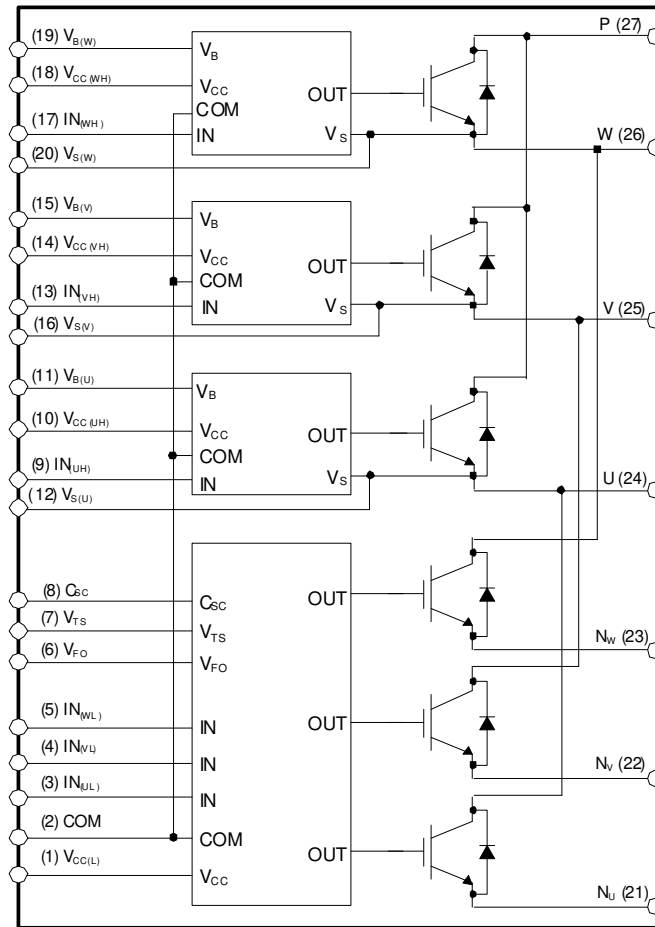 (19) VB(W)
(18) VCC(WH)
(17) IN(WH)
(20) VS(W)
VB
VCC
COM
IN
OUT
VS
P (27)
W (26)
(15) VB(V)
(14) VCC(VH)
(13) IN(VH)
(16) VS(V)
VB
VCC
COM
IN
OUT
VS
V (25)
(11) VB(U)
(10) VCC(UH)
(9) IN(UH)
(12) VS(U)
VB
VCC
COM
IN
OUT
VS
U (24)
(8) CSC
(7) VTS
(6) VFO
(5) IN(WL)
(4) IN(VL)
(3) IN(UL)
(2) COM
(1) VCC(L)
CSC
VTS
VFO
IN
IN
IN
COM
VCC
OUT
OUT
OUT
NW (23)
NV (22)
NU (21)